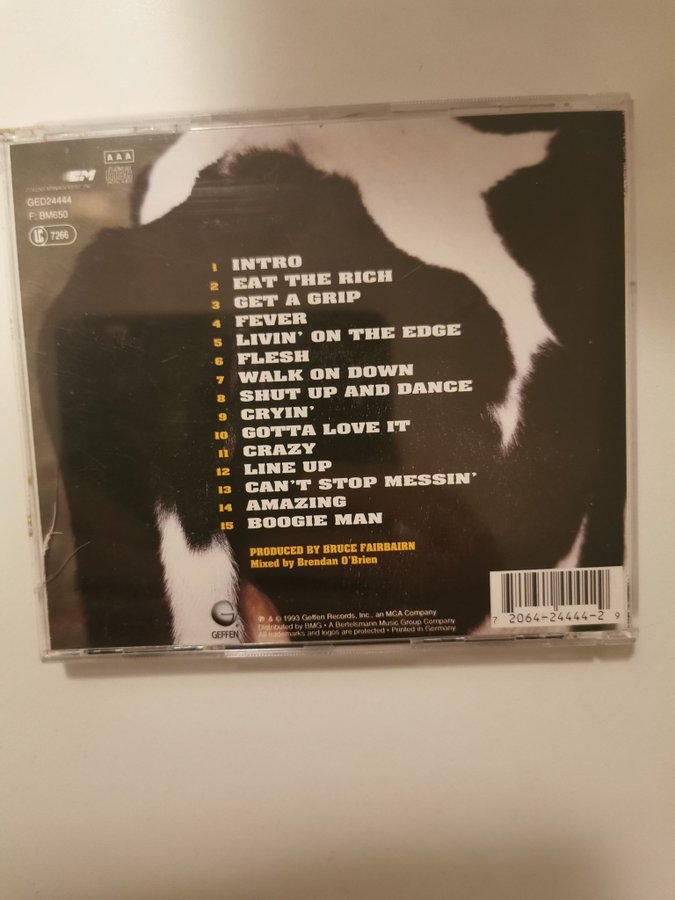 AAA
GED24444
F: BM650
LC 7266
1 INTRO
2 EAT THE RICH
3 GET A GRIP
4 FEVER
5 LIVIN' ON THE EDGE
6 FLESH
7 WALK ON DOWN
8 SHUT UP AND DANCE
9 CRYIN'
10 GOTTA LOVE IT
11 CRAZY
12 LINE UP
13 CAN'T STOP MESSIN'
14 AMAZING
15 BOOGIE MAN
PRODUCED BY BRUCE FAIRBAIRN
Mixed by Brendan O'Brien
GEFFEN
℗ & © 1993 Geffen Records, Inc., an MCA Company
Distributed by BMG • A Bertelsmann Music Group Company
All trademarks and logos are protected • Printed in Germany
7 2064-24444-2 9